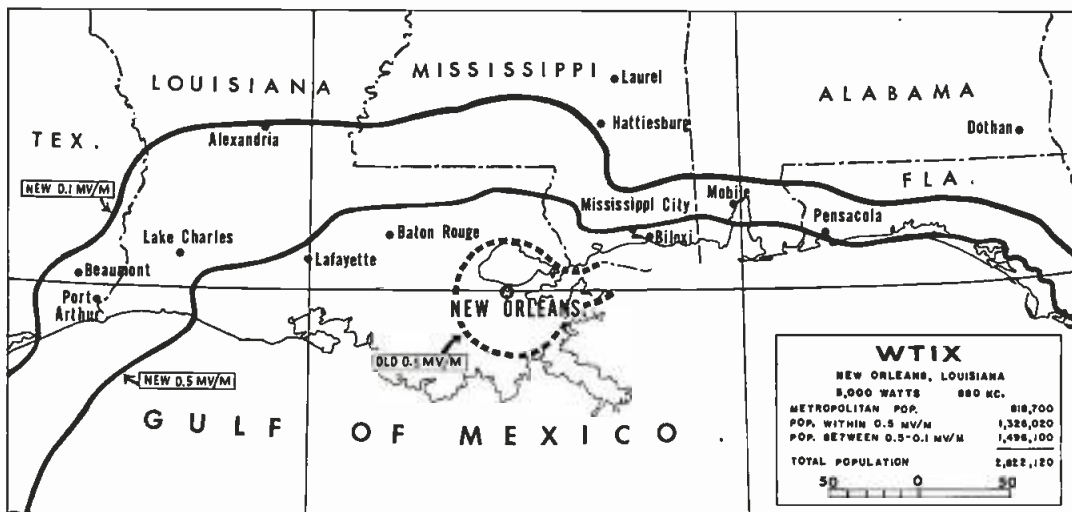 LOUISIANA
MISSISSIPPI
Laurel
ALABAMA
Hattiesburg
Dothan
Alexandria
TEX.
NEW 0.1 MV/M
FLA.
Mobile
Mississippi City
Pensacola
Baton Rouge
Biloxi
Lake Charles
Lafayette
Beaumont
Port
Arthur
NEW ORLEANS
OLD MV/M
NEW 0.5 MV/M
GULF OF MEXICO.
WTIX
NEW ORLEANS, LOUISIANA
5,000 WATTS KC.
METROPOLITAN POP. 818,700
POP. WITHIN 0.5 MV/M 1,326,020
POP. BETWEEN 0.5-0.1 MV/M 1,496,100
TOTAL POPULATION 2,822,120
50 0 50